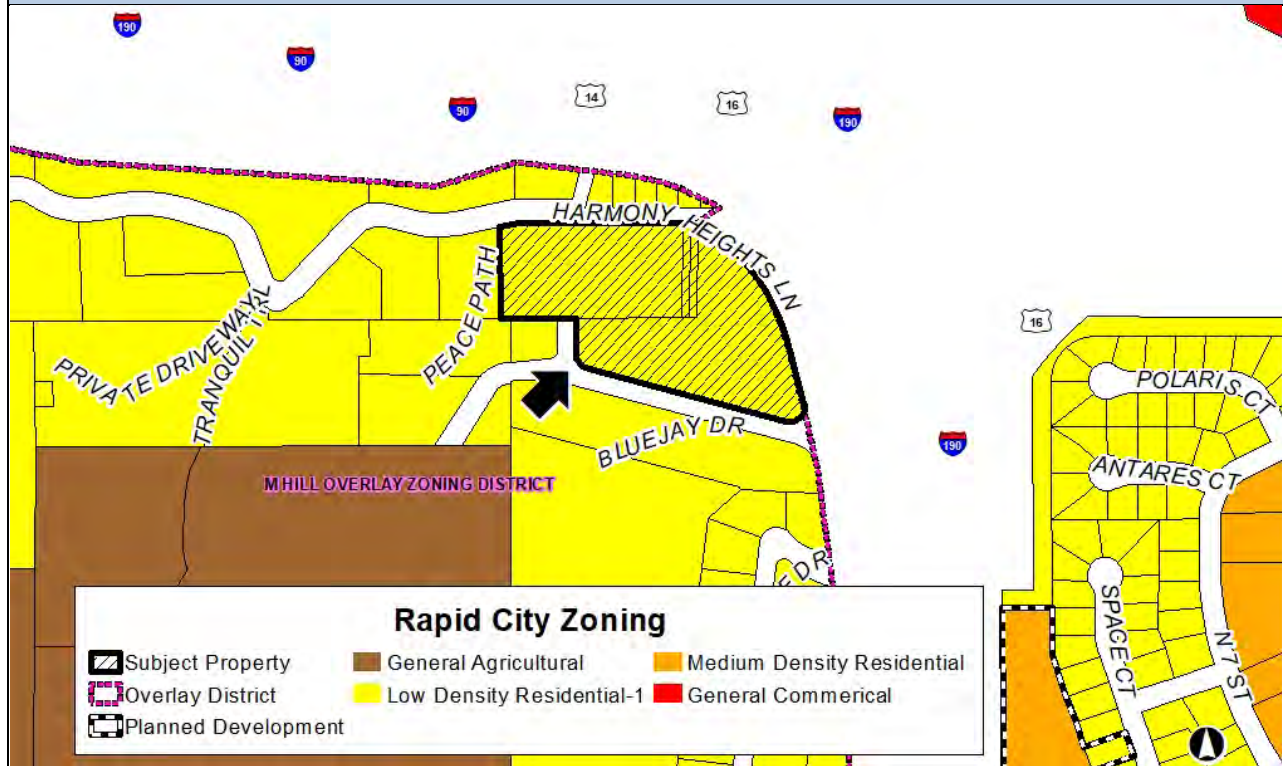 190
90
90
14
16
190
HARMONY HEIGHTS LN
PEACE PATH
PRIVATE DRIVEWAY
TRANQUIL TRL
BLUEJAY DR
16
POLARIS CT
190
ANTARES CT
M HILL OVERLAY ZONING DISTRICT
E DR
SPACE CT
N 7 ST
Rapid City Zoning
Subject Property
General Agricultural
Medium Density Residential
Overlay District
Low Density Residential-1
General Commerical
Planned Development